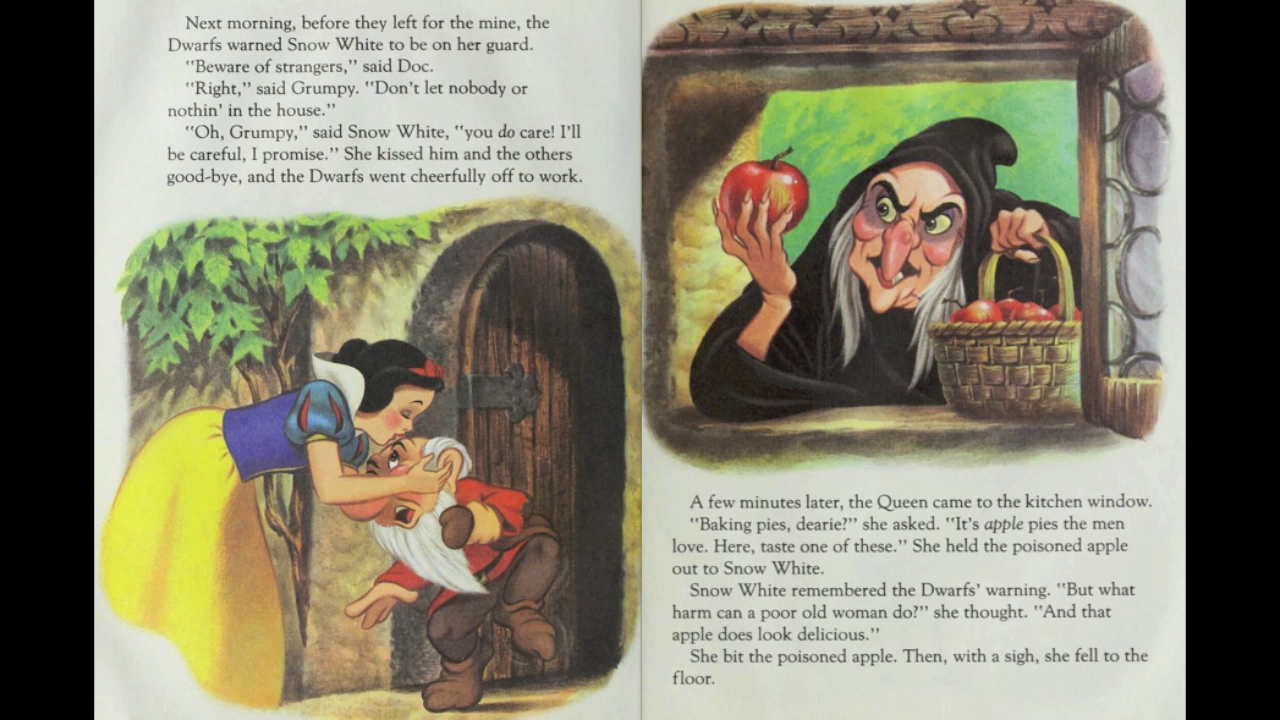 Next morning, before they left for the mine, the
Dwarfs warned Snow White to be on her guard.
"Beware of strangers," said Doc.
"Right," said Grumpy. "Don't let nobody or
nothin' in the house."
"Oh, Grumpy," said Snow White, "you do care! I'll
be careful, I promise." She kissed him and the others
good-bye, and the Dwarfs went cheerfully off to work.
A few minutes later, the Queen came to the kitchen window.
"Baking pies, dearie?" she asked. "It's apple pies the men
love. Here, taste one of these." She held the poisoned apple
out to Snow White.
Snow White remembered the Dwarfs' warning. "But what
harm can a poor old woman do?" she thought. "And that
apple does look delicious."
She bit the poisoned apple. Then, with a sigh, she fell to the
floor.